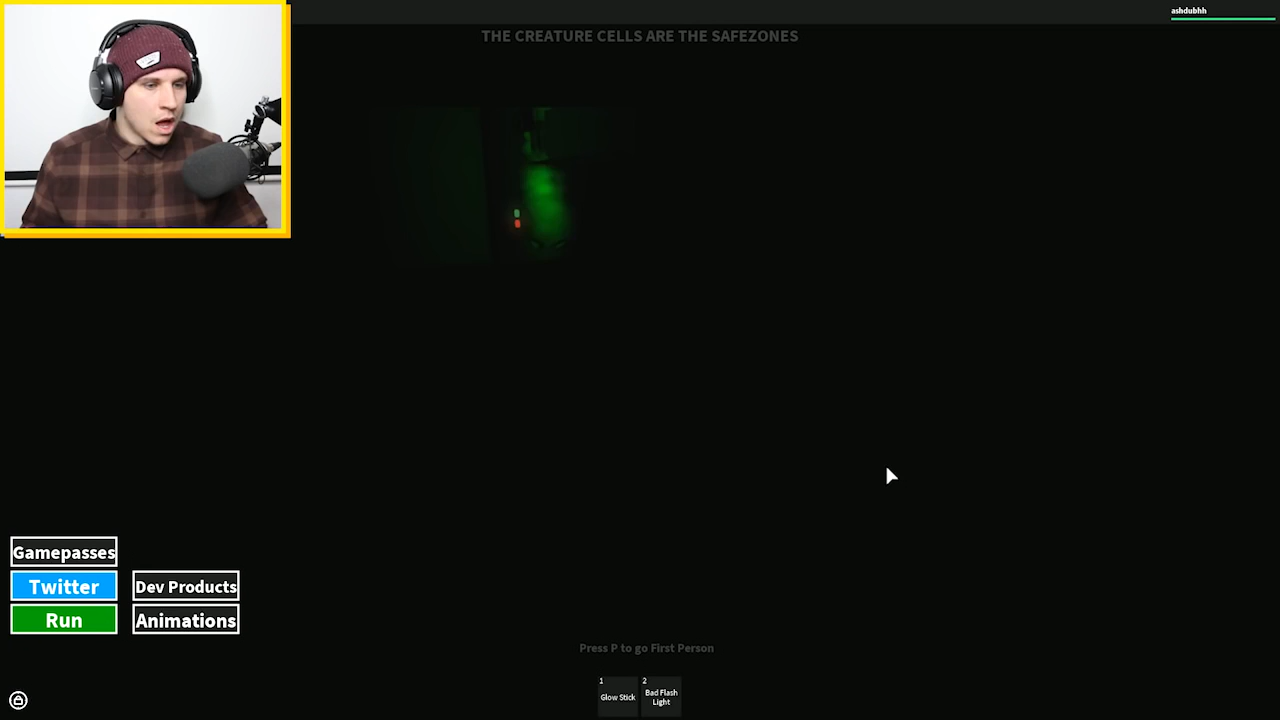 ashdubhh
THE CREATURE CELLS ARE THE SAFEZONES
Gamepasses
Twitter
Dev Products
Run
Animations
Press P to go First Person
1
Glow Stick
2
Bad Flash
Light